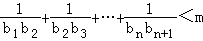 1/(b₁b₂) + 1/(b₂b₃) + ⋯ + 1/(bₙbₙ₊₁) < m